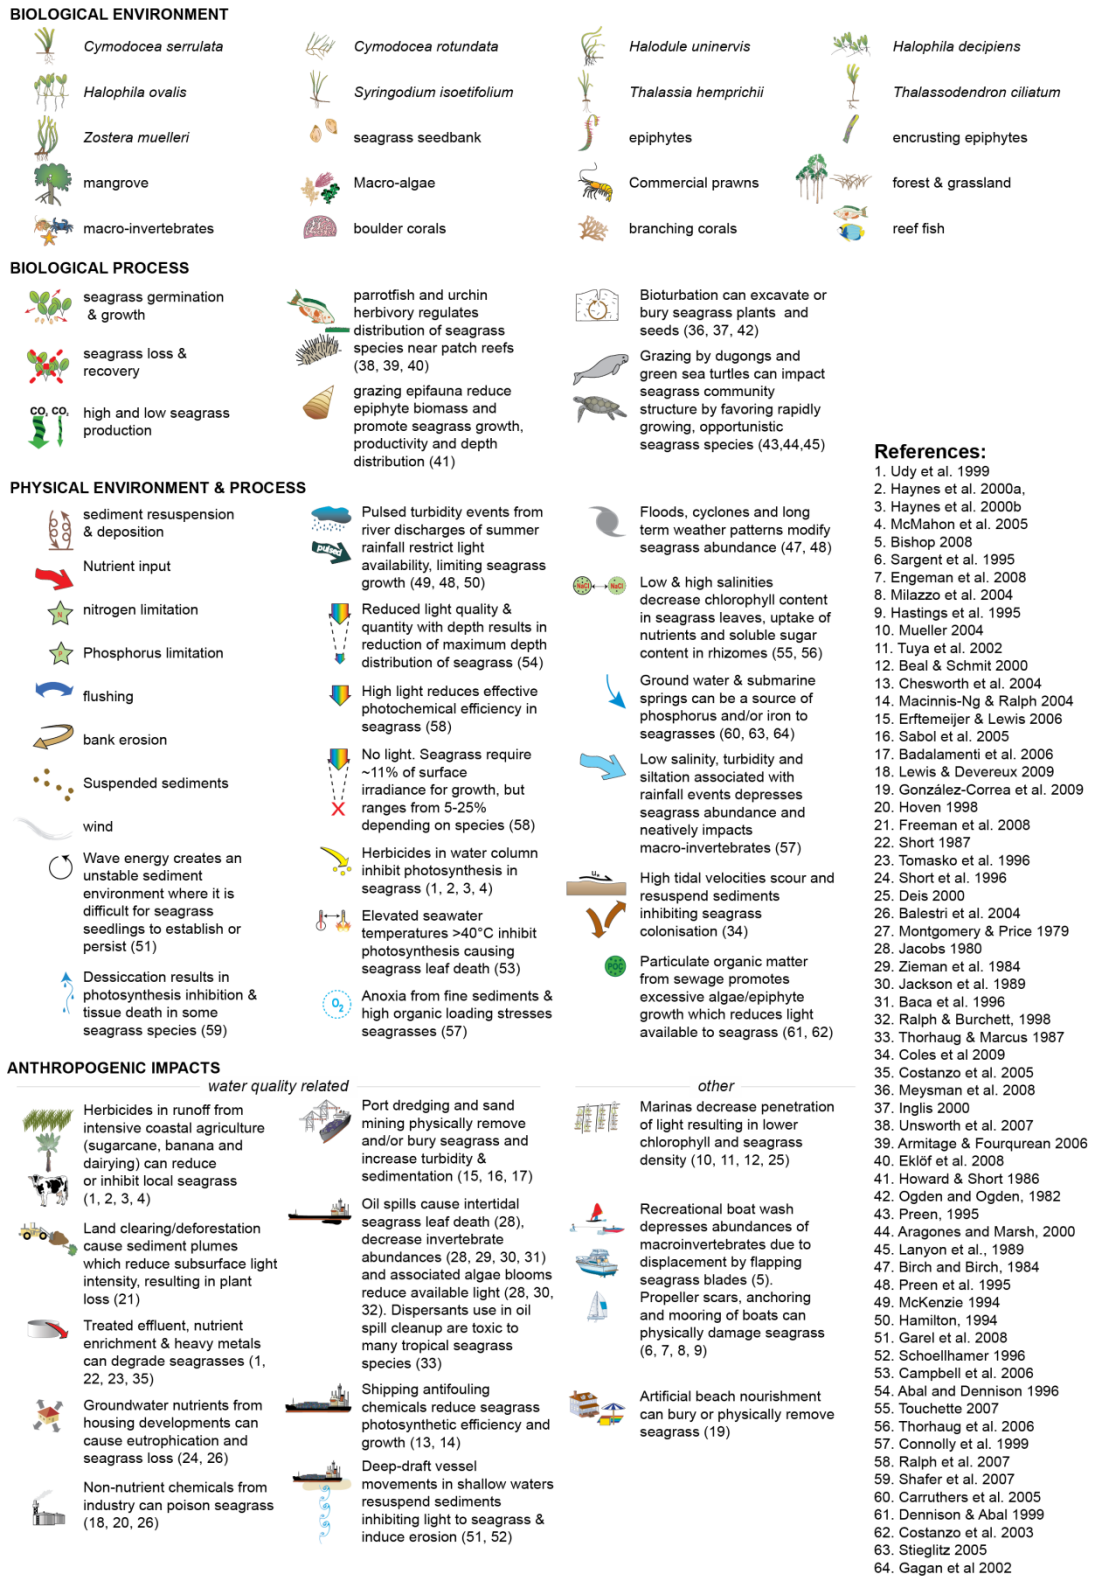 BIOLOGICAL ENVIRONMENT
Cymodocea serrulata
Cymodocea rotundata
Halodule uninervis
Halophila decipiens
Halophila ovalis
Syringodium isoetifolium
Thalassia hemprichii
Thalassodendron ciliatum
Zostera muelleri
seagrass seedbank
epiphytes
encrusting epiphytes
mangrove
Macro-algae
Commercial prawns
forest & grassland
macro-invertebrates
boulder corals
branching corals
reef fish
BIOLOGICAL PROCESS
seagrass germination
& growth
seagrass loss &
recovery
CO₂ CO₂
high and low seagrass
production
parrotfish and urchin
herbivory regulates
distribution of seagrass
species near patch reefs
(38, 39, 40)
grazing epifauna reduce
epiphyte biomass and
promote seagrass growth,
productivity and depth
distribution (41)
Bioturbation can excavate or
bury seagrass plants and
seeds (36, 37, 42)
Grazing by dugongs and
green sea turtles can impact
seagrass community
structure by favoring rapidly
growing, opportunistic
seagrass species (43,44,45)
PHYSICAL ENVIRONMENT & PROCESS
sediment resuspension
& deposition
Nutrient input
N
nitrogen limitation
P
Phosphorus limitation
flushing
bank erosion
Suspended sediments
wind
Wave energy creates an
unstable sediment
environment where it is
difficult for seagrass
seedlings to establish or
persist (51)
Dessiccation results in
photosynthesis inhibition &
tissue death in some
seagrass species (59)
pulsed
Pulsed turbidity events from
river discharges of summer
rainfall restrict light
availability, limiting seagrass
growth (49, 48, 50)
Reduced light quality &
quantity with depth results in
reduction of maximum depth
distribution of seagrass (54)
High light reduces effective
photochemical efficiency in
seagrass (58)
No light. Seagrass require
~11% of surface
irradiance for growth, but
ranges from 5-25%
depending on species (58)
Herbicides in water column
inhibit photosynthesis in
seagrass (1, 2, 3, 4)
Elevated seawater
temperatures >40°C inhibit
photosynthesis causing
seagrass leaf death (53)
O₂
Anoxia from fine sediments &
high organic loading stresses
seagrasses (57)
Floods, cyclones and long
term weather patterns modify
seagrass abundance (47, 48)
NaCl NaCl
Low & high salinities
decrease chlorophyll content
in seagrass leaves, uptake of
nutrients and soluble sugar
content in rhizomes (55, 56)
Ground water & submarine
springs can be a source of
phosphorus and/or iron to
seagrasses (60, 63, 64)
Low salinity, turbidity and
siltation associated with
rainfall events depresses
seagrass abundance and
neatively impacts
macro-invertebrates (57)
High tidal velocities scour and
resuspend sediments
inhibiting seagrass
colonisation (34)
POC
Particulate organic matter
from sewage promotes
excessive algae/epiphyte
growth which reduces light
available to seagrass (61, 62)
ANTHROPOGENIC IMPACTS
water quality related
Herbicides in runoff from
intensive coastal agriculture
(sugarcane, banana and
dairying) can reduce
or inhibit local seagrass
(1, 2, 3, 4)
Land clearing/deforestation
cause sediment plumes
which reduce subsurface light
intensity, resulting in plant
loss (21)
Treated effluent, nutrient
enrichment & heavy metals
can degrade seagrasses (1,
22, 23, 35)
Groundwater nutrients from
housing developments can
cause eutrophication and
seagrass loss (24, 26)
Non-nutrient chemicals from
industry can poison seagrass
(18, 20, 26)
Port dredging and sand
mining physically remove
and/or bury seagrass and
increase turbidity &
sedimentation (15, 16, 17)
Oil spills cause intertidal
seagrass leaf death (28),
decrease invertebrate
abundances (28, 29, 30, 31)
and associated algae blooms
reduce available light (28, 30,
32). Dispersants use in oil
spill cleanup are toxic to
many tropical seagrass
species (33)
Shipping antifouling
chemicals reduce seagrass
photosynthetic efficiency and
growth (13, 14)
Deep-draft vessel
movements in shallow waters
resuspend sediments
inhibiting light to seagrass &
induce erosion (51, 52)
other
Marinas decrease penetration
of light resulting in lower
chlorophyll and seagrass
density (10, 11, 12, 25)
Recreational boat wash
depresses abundances of
macroinvertebrates due to
displacement by flapping
seagrass blades (5).
Propeller scars, anchoring
and mooring of boats can
physically damage seagrass
(6, 7, 8, 9)
Artificial beach nourishment
can bury or physically remove
seagrass (19)
References:
1. Udy et al. 1999
2. Haynes et al. 2000a,
3. Haynes et al. 2000b
4. McMahon et al. 2005
5. Bishop 2008
6. Sargent et al. 1995
7. Engeman et al. 2008
8. Milazzo et al. 2004
9. Hastings et al. 1995
10. Mueller 2004
11. Tuya et al. 2002
12. Beal & Schmit 2000
13. Chesworth et al. 2004
14. Macinnis-Ng & Ralph 2004
15. Erftemeijer & Lewis 2006
16. Sabol et al. 2005
17. Badalamenti et al. 2006
18. Lewis & Devereux 2009
19. González-Correa et al. 2009
20. Hoven 1998
21. Freeman et al. 2008
22. Short 1987
23. Tomasko et al. 1996
24. Short et al. 1996
25. Deis 2000
26. Balestri et al. 2004
27. Montgomery & Price 1979
28. Jacobs 1980
29. Zieman et al. 1984
30. Jackson et al. 1989
31. Baca et al. 1996
32. Ralph & Burchett, 1998
33. Thorhaug & Marcus 1987
34. Coles et al 2009
35. Costanzo et al. 2005
36. Meysman et al. 2008
37. Inglis 2000
38. Unsworth et al. 2007
39. Armitage & Fourqurean 2006
40. Eklöf et al. 2008
41. Howard & Short 1986
42. Ogden and Ogden, 1982
43. Preen, 1995
44. Aragones and Marsh, 2000
45. Lanyon et al., 1989
47. Birch and Birch, 1984
48. Preen et al. 1995
49. McKenzie 1994
50. Hamilton, 1994
51. Garel et al. 2008
52. Schoellhamer 1996
53. Campbell et al. 2006
54. Abal and Dennison 1996
55. Touchette 2007
56. Thorhaug et al. 2006
57. Connolly et al. 1999
58. Ralph et al. 2007
59. Shafer et al. 2007
60. Carruthers et al. 2005
61. Dennison & Abal 1999
62. Costanzo et al. 2003
63. Stieglitz 2005
64. Gagan et al 2002